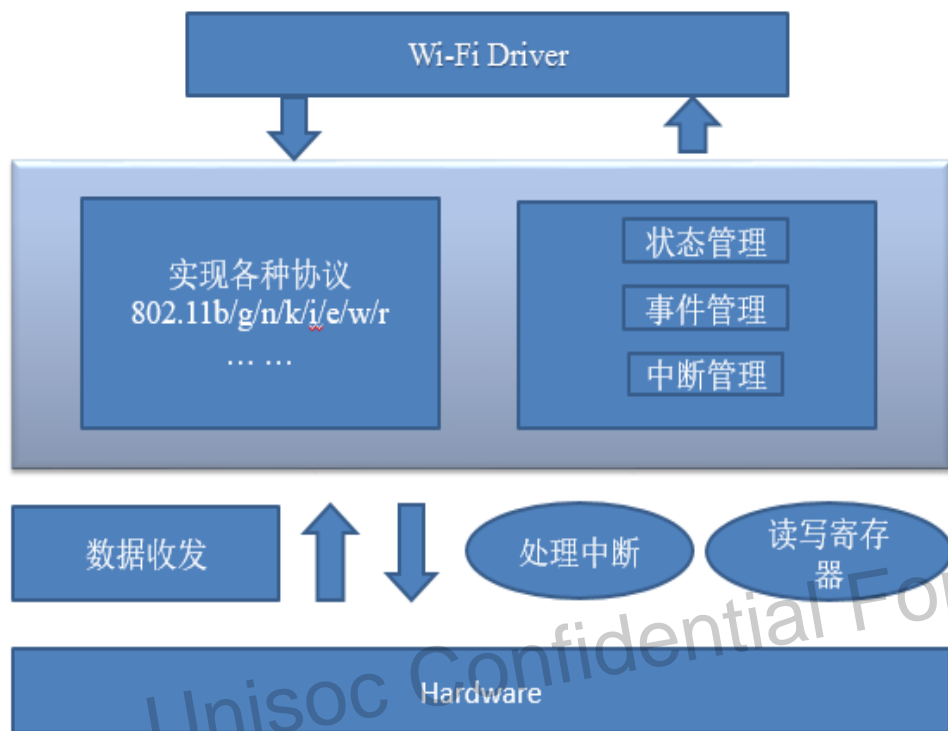 Wi-Fi Driver
实现各种协议
802.11b/g/n/k/i/e/w/r
... ...
状态管理
事件管理
中断管理
数据收发
处理中断
读写寄存
器
Hardware
Unisoc Confidential For